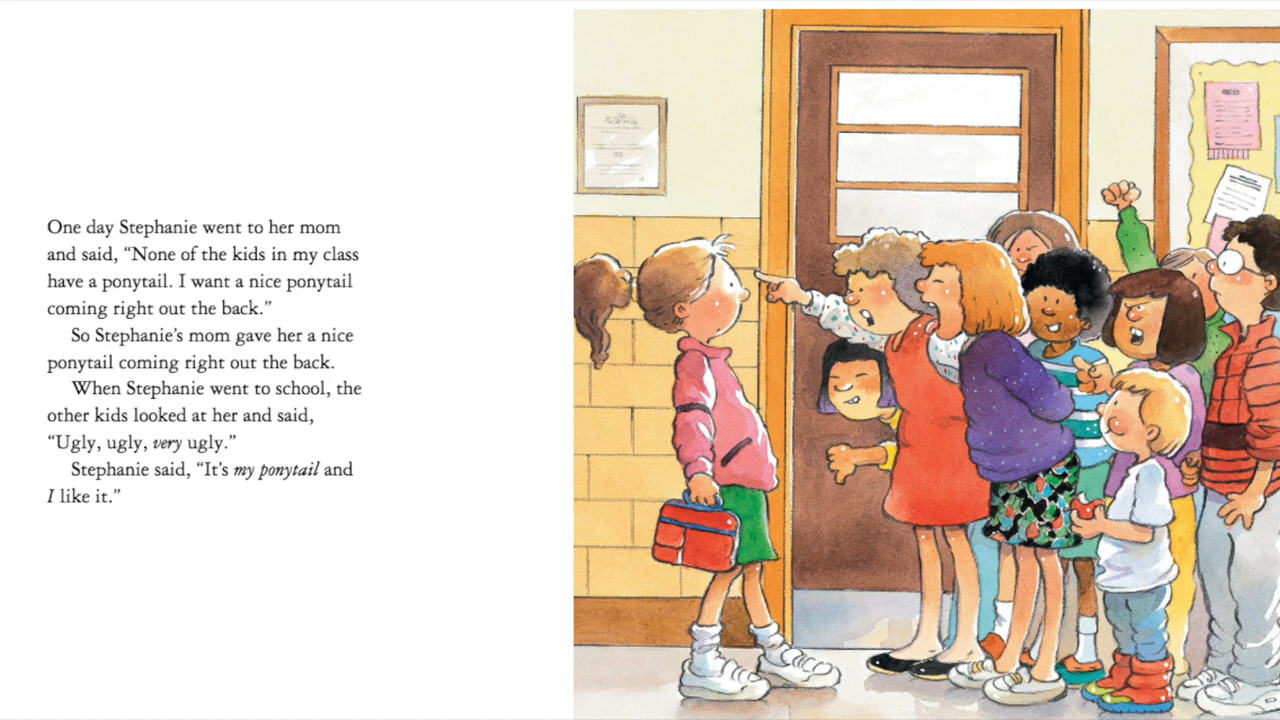 One day Stephanie went to her mom
and said, “None of the kids in my class
have a ponytail. I want a nice ponytail
coming right out the back.”
So Stephanie’s mom gave her a nice
ponytail coming right out the back.
When Stephanie went to school, the
other kids looked at her and said,
“Ugly, ugly, very ugly.”
Stephanie said, “It’s my ponytail and
I like it.”